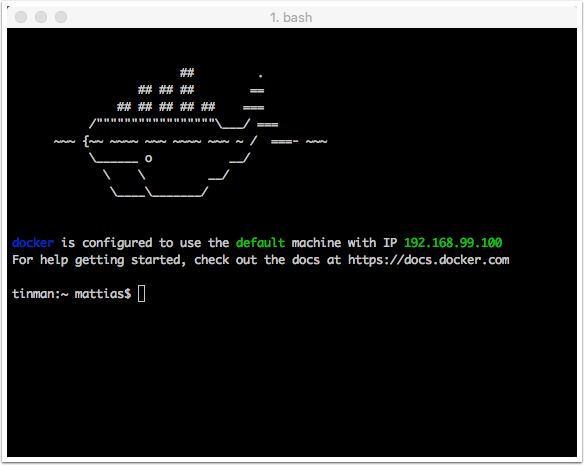 1. bash
                        ##         .
                  ## ## ##        ==
               ## ## ## ## ##    ===
           /"""""""""""""""""\___/ ===
      ~~~ {~~ ~~~~ ~~~ ~~~~ ~~~ ~ /  ===- ~~~
           \______ o           __/
             \    \         __/
              \____\_______/
docker is configured to use the default machine with IP 192.168.99.100
For help getting started, check out the docs at https://docs.docker.com
tinman:~ mattias$